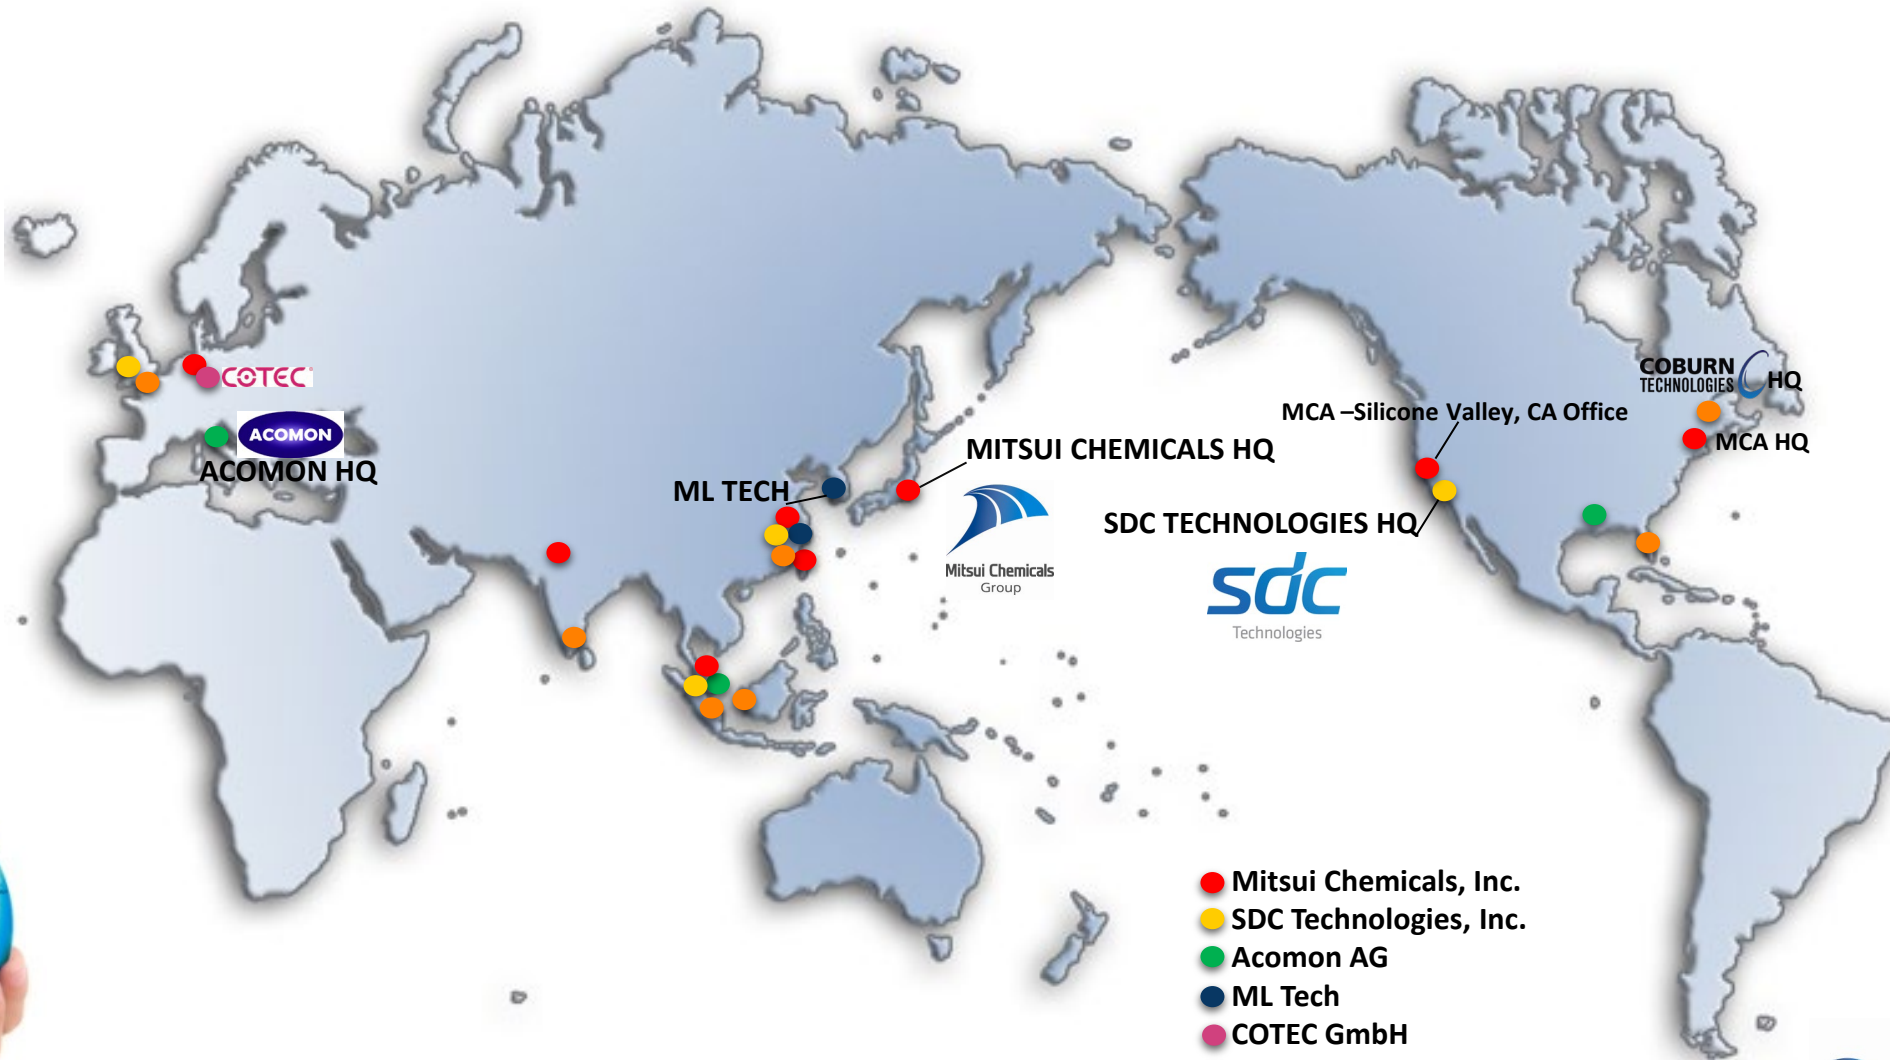 COTEC
ACOMON
ACOMON HQ
ML TECH
MITSUI CHEMICALS HQ
Mitsui Chemicals
Group
MCA –Silicone Valley, CA Office
SDC TECHNOLOGIES HQ
sdc
Technologies
COBURN
TECHNOLOGIES
HQ
MCA HQ
Mitsui Chemicals, Inc.
SDC Technologies, Inc.
Acomon AG
ML Tech
COTEC GmbH